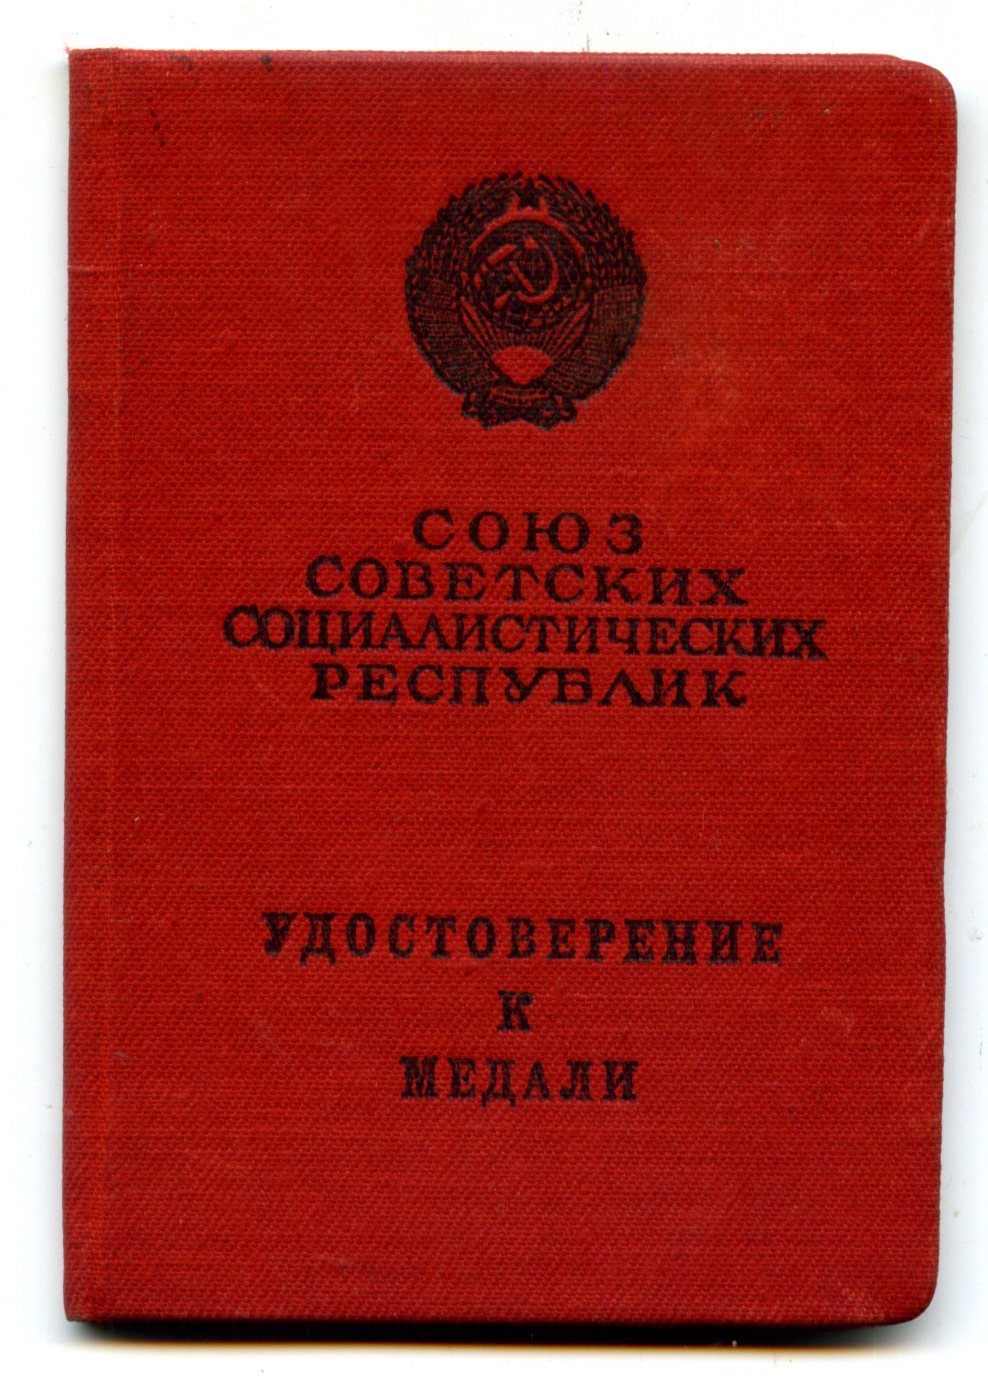 СОЮЗ
СОВЕТСКИХ
СОЦИАЛИСТИЧЕСКИХ
РЕСПУБЛИК
УДОСТОВЕРЕНИЕ
К
МЕДАЛИ